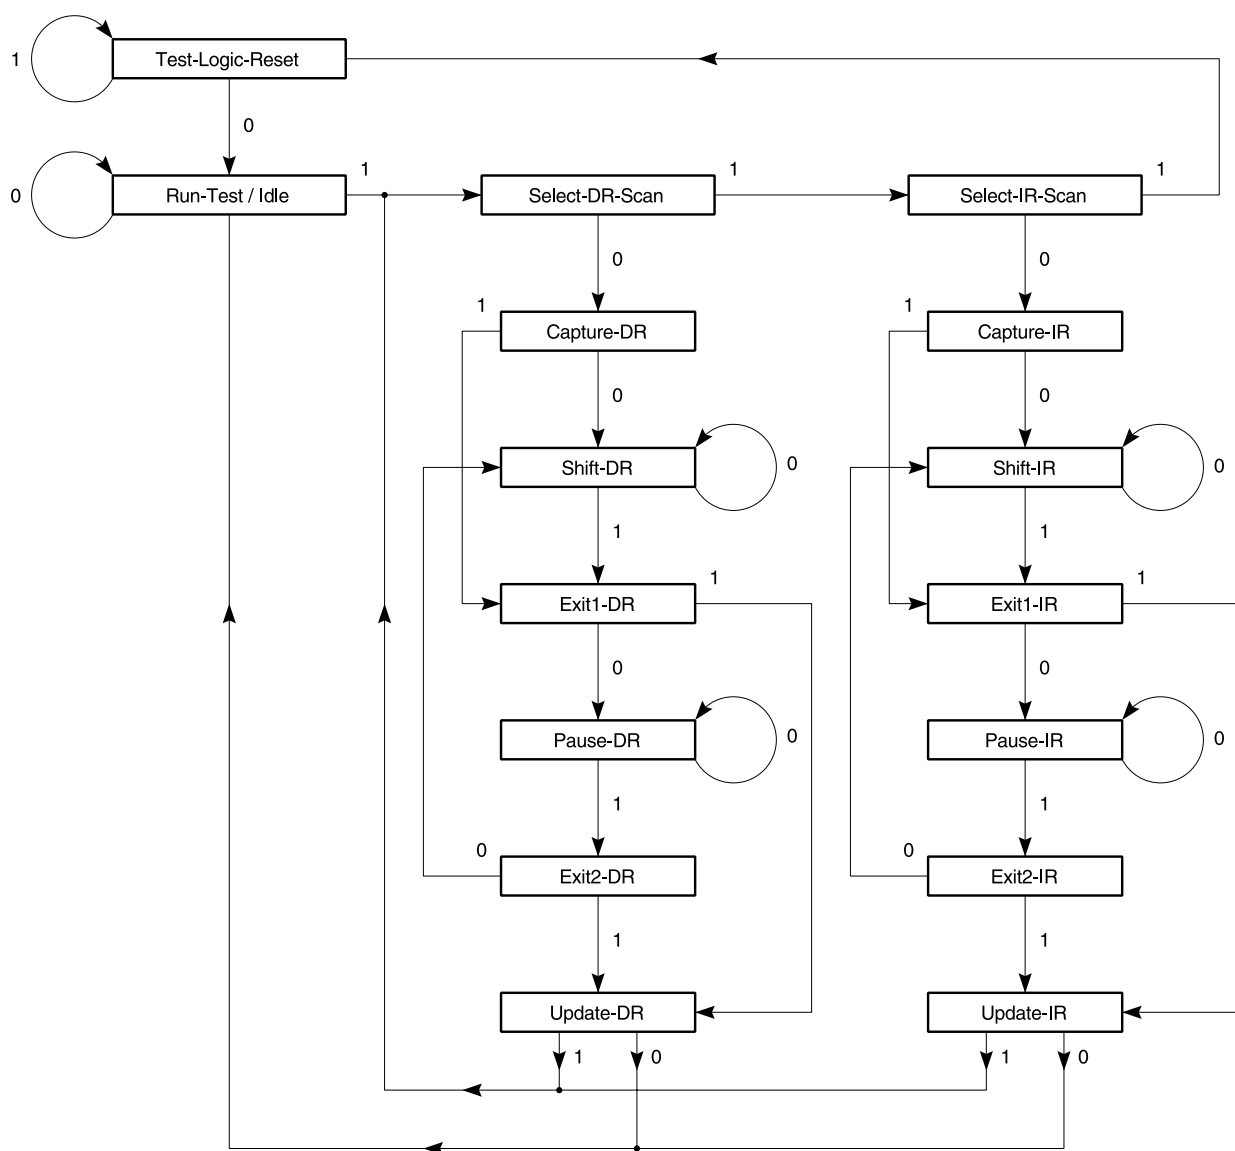 Test-Logic-Reset
1
0
Run-Test / Idle
0
1
Select-DR-Scan
1
Select-IR-Scan
1
0
0
1
Capture-DR
1
Capture-IR
0
0
Shift-DR
0
Shift-IR
0
1
1
Exit1-DR
1
Exit1-IR
1
0
0
Pause-DR
0
Pause-IR
0
1
1
0
Exit2-DR
0
Exit2-IR
1
1
Update-DR
Update-IR
1
0
1
0